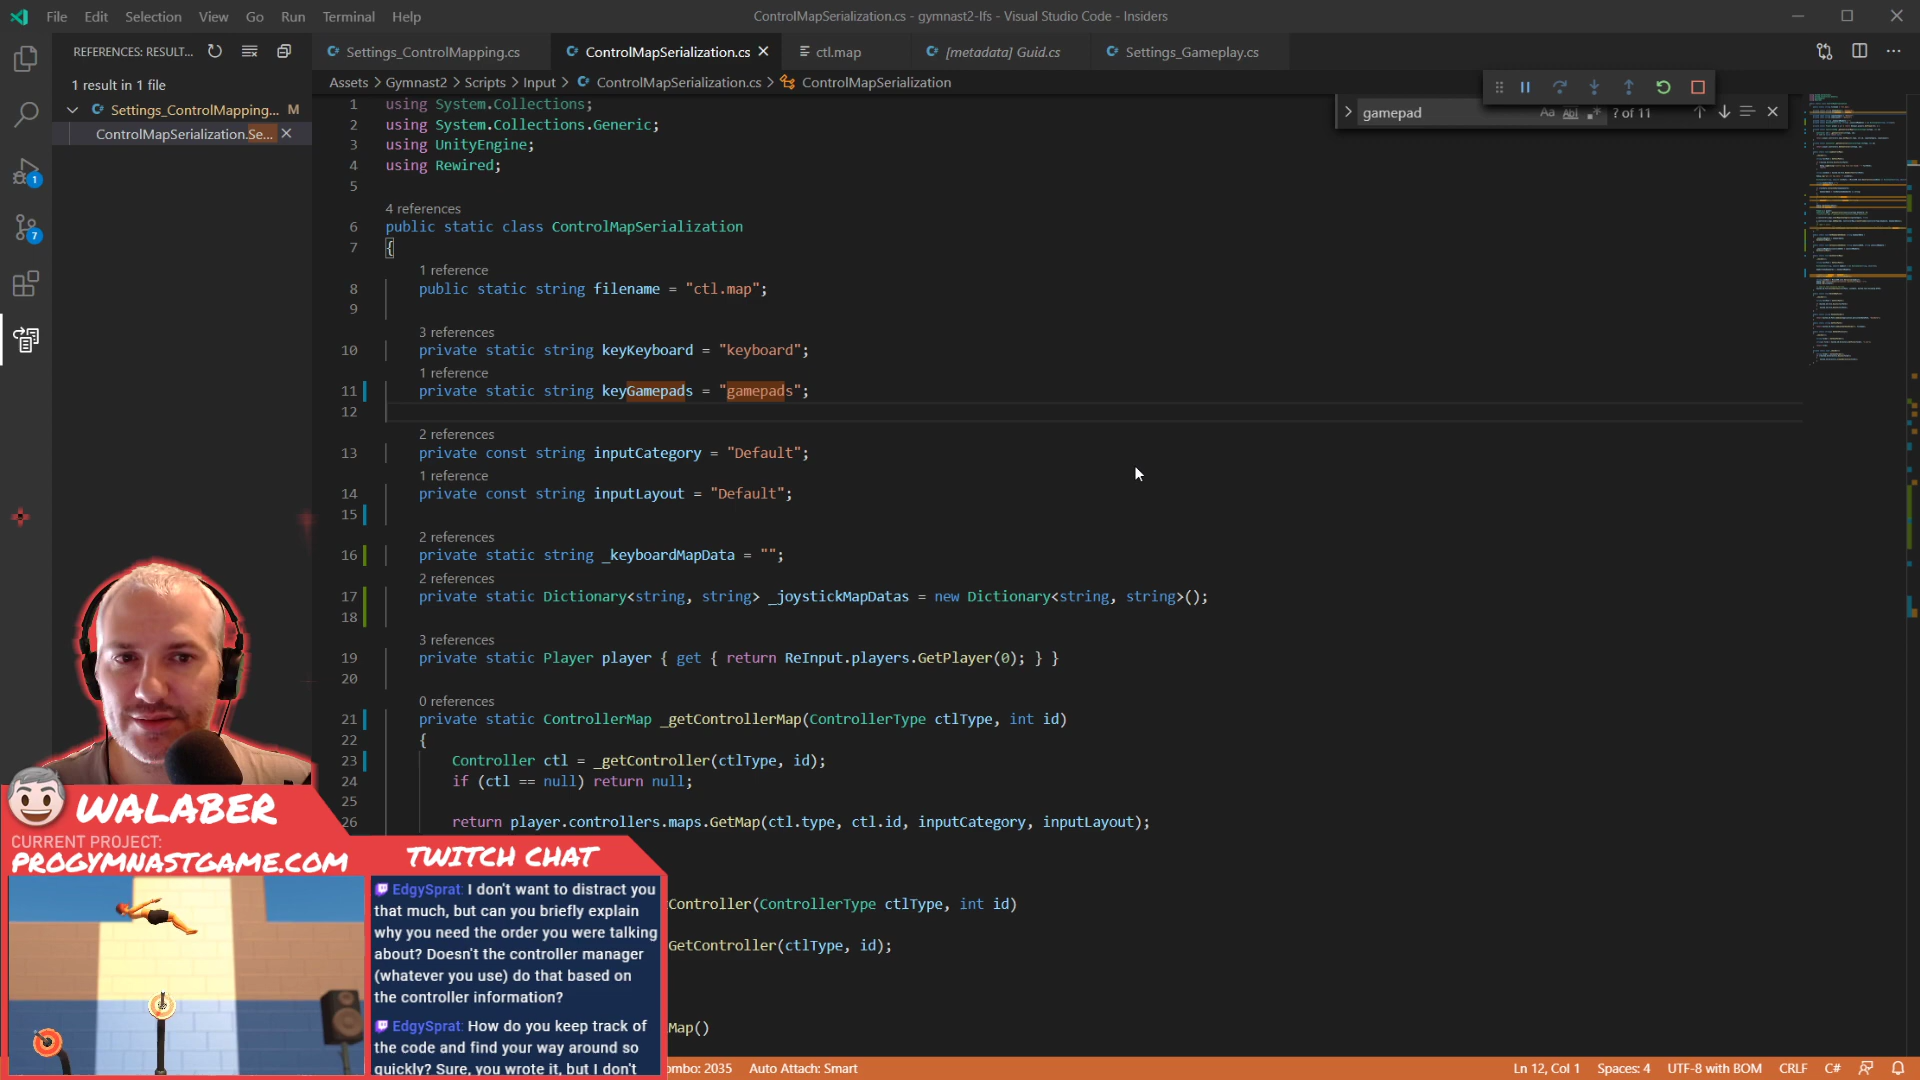 File Edit Selection View Go Run Terminal Help
ControlMapSerialization.cs - gymnast2-lfs - Visual Studio Code - Insiders
REFERENCES: RESULT...
Settings_ControlMapping.cs
ControlMapSerialization.cs
ctl.map
[metadata] Guid.cs
Settings_Gameplay.cs
1 result in 1 file
Settings_ControlMapping... M
ControlMapSerialization.Se...
Assets > Gymnast2 > Scripts > Input > ControlMapSerialization.cs > ControlMapSerialization
gamepad
Aa
Abl
? of 11
1
7
1 using System.Collections;
2 using System.Collections.Generic;
3 using UnityEngine;
4 using Rewired;
5
4 references
6 public static class ControlMapSerialization
7 {
1 reference
8 public static string filename = "ctl.map";
9
3 references
10 private static string keyKeyboard = "keyboard";
1 reference
11 private static string keyGamepads = "gamepads";
12
2 references
13 private const string inputCategory = "Default";
1 reference
14 private const string inputLayout = "Default";
15
2 references
16 private static string _keyboardMapData = "";
2 references
17 private static Dictionary<string, string> _joystickMapDatas = new Dictionary<string, string>();
18
3 references
19 private static Player player { get { return ReInput.players.GetPlayer(0); } }
20
0 references
21 private static ControllerMap _getControllerMap(ControllerType ctlType, int id)
22 {
23 Controller ctl = _getController(ctlType, id);
24 if (ctl == null) return null;
25
26 return player.controllers.maps.GetMap(ctl.type, ctl.id, inputCategory, inputLayout);
Controller(ControllerType ctlType, int id)
GetController(ctlType, id);
Map()
WALABER
CURRENT PROJECT:
PROGYMNASTGAME.COM
TWITCH CHAT
EdgySprat: I don't want to distract you
that much, but can you briefly explain
why you need the order you were talking
about? Doesn't the controller manager
(whatever you use) do that based on
the controller information?
EdgySprat: How do you keep track of
the code and find your way around so
quickly? Sure, you wrote it, but I don't
ombo: 2035 Auto Attach: Smart
Ln 12, Col 1 Spaces: 4 UTF-8 with BOM CRLF C#